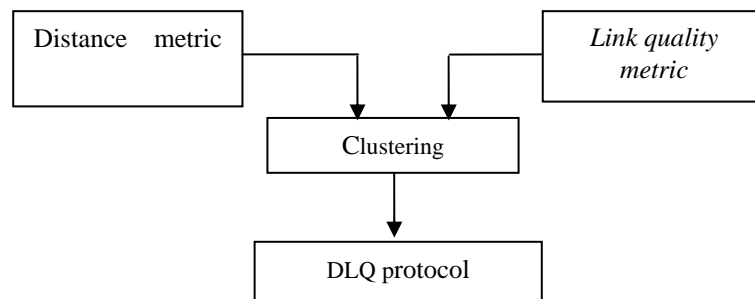 Distance metric
Link quality
metric
Clustering
DLQ protocol